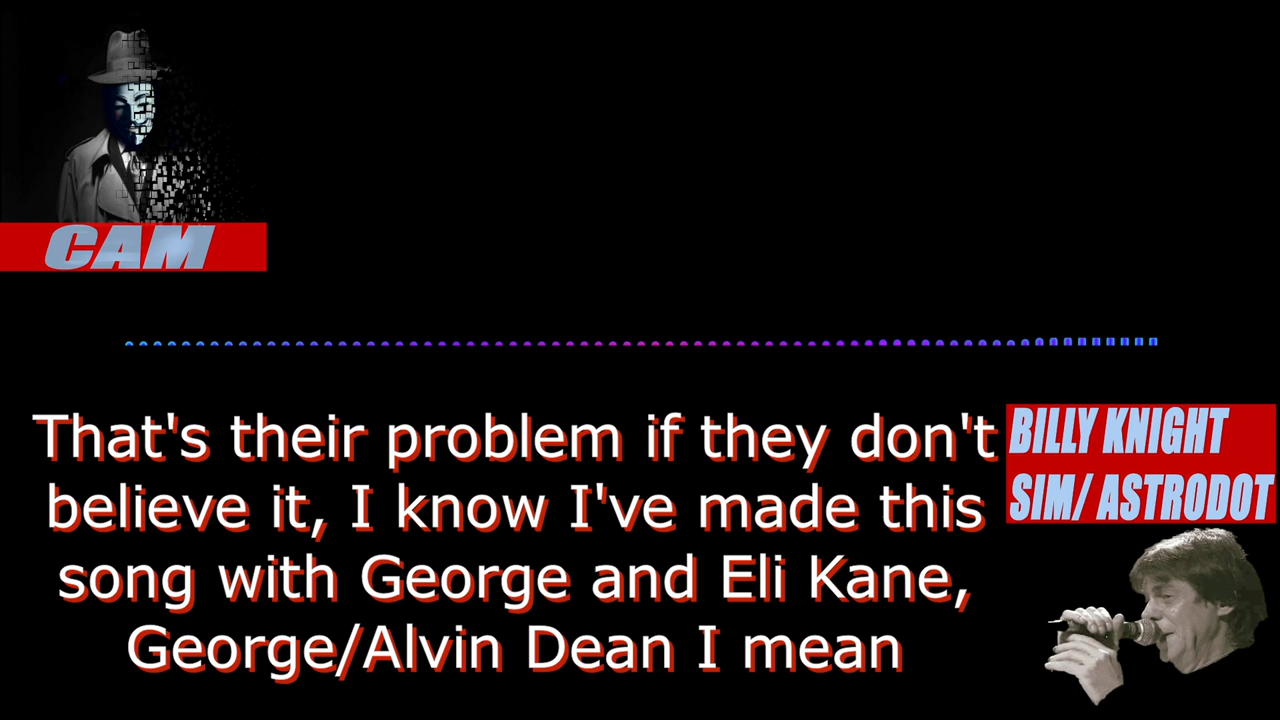 CAM
That's their problem if they don't
believe it, I know I've made this
song with George and Eli Kane,
George/Alvin Dean I mean
BILLY KNIGHT
SIM/ ASTRODOT